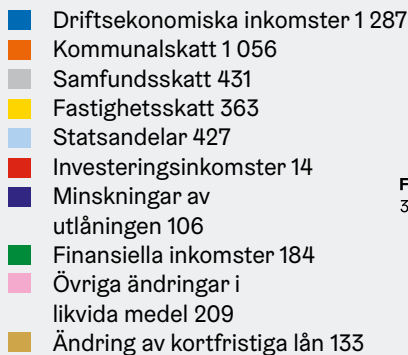 Driftsekonomiska inkomster 1 287
Kommunalskatt 1 056
Samfundsskatt 431
Fastighetsskatt 363
Statsandelar 427
Investeringsinkomster 14
Minskningar av
utlåningen 106
Finansiella inkomster 184
Övriga ändringar i
likvida medel 209
Ändring av kortfristiga lån 133